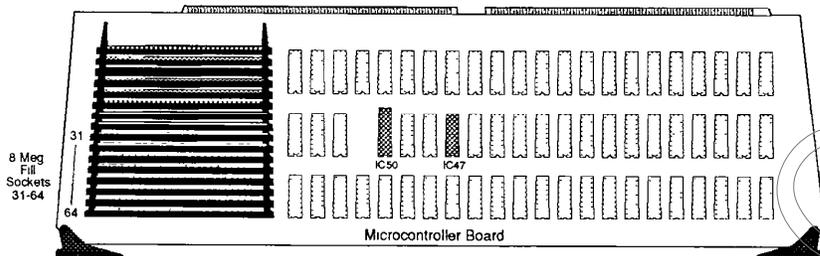 31
8 Meg
Fill
Sockets
31-64
64
IC50
IC47
Microcontroller Board